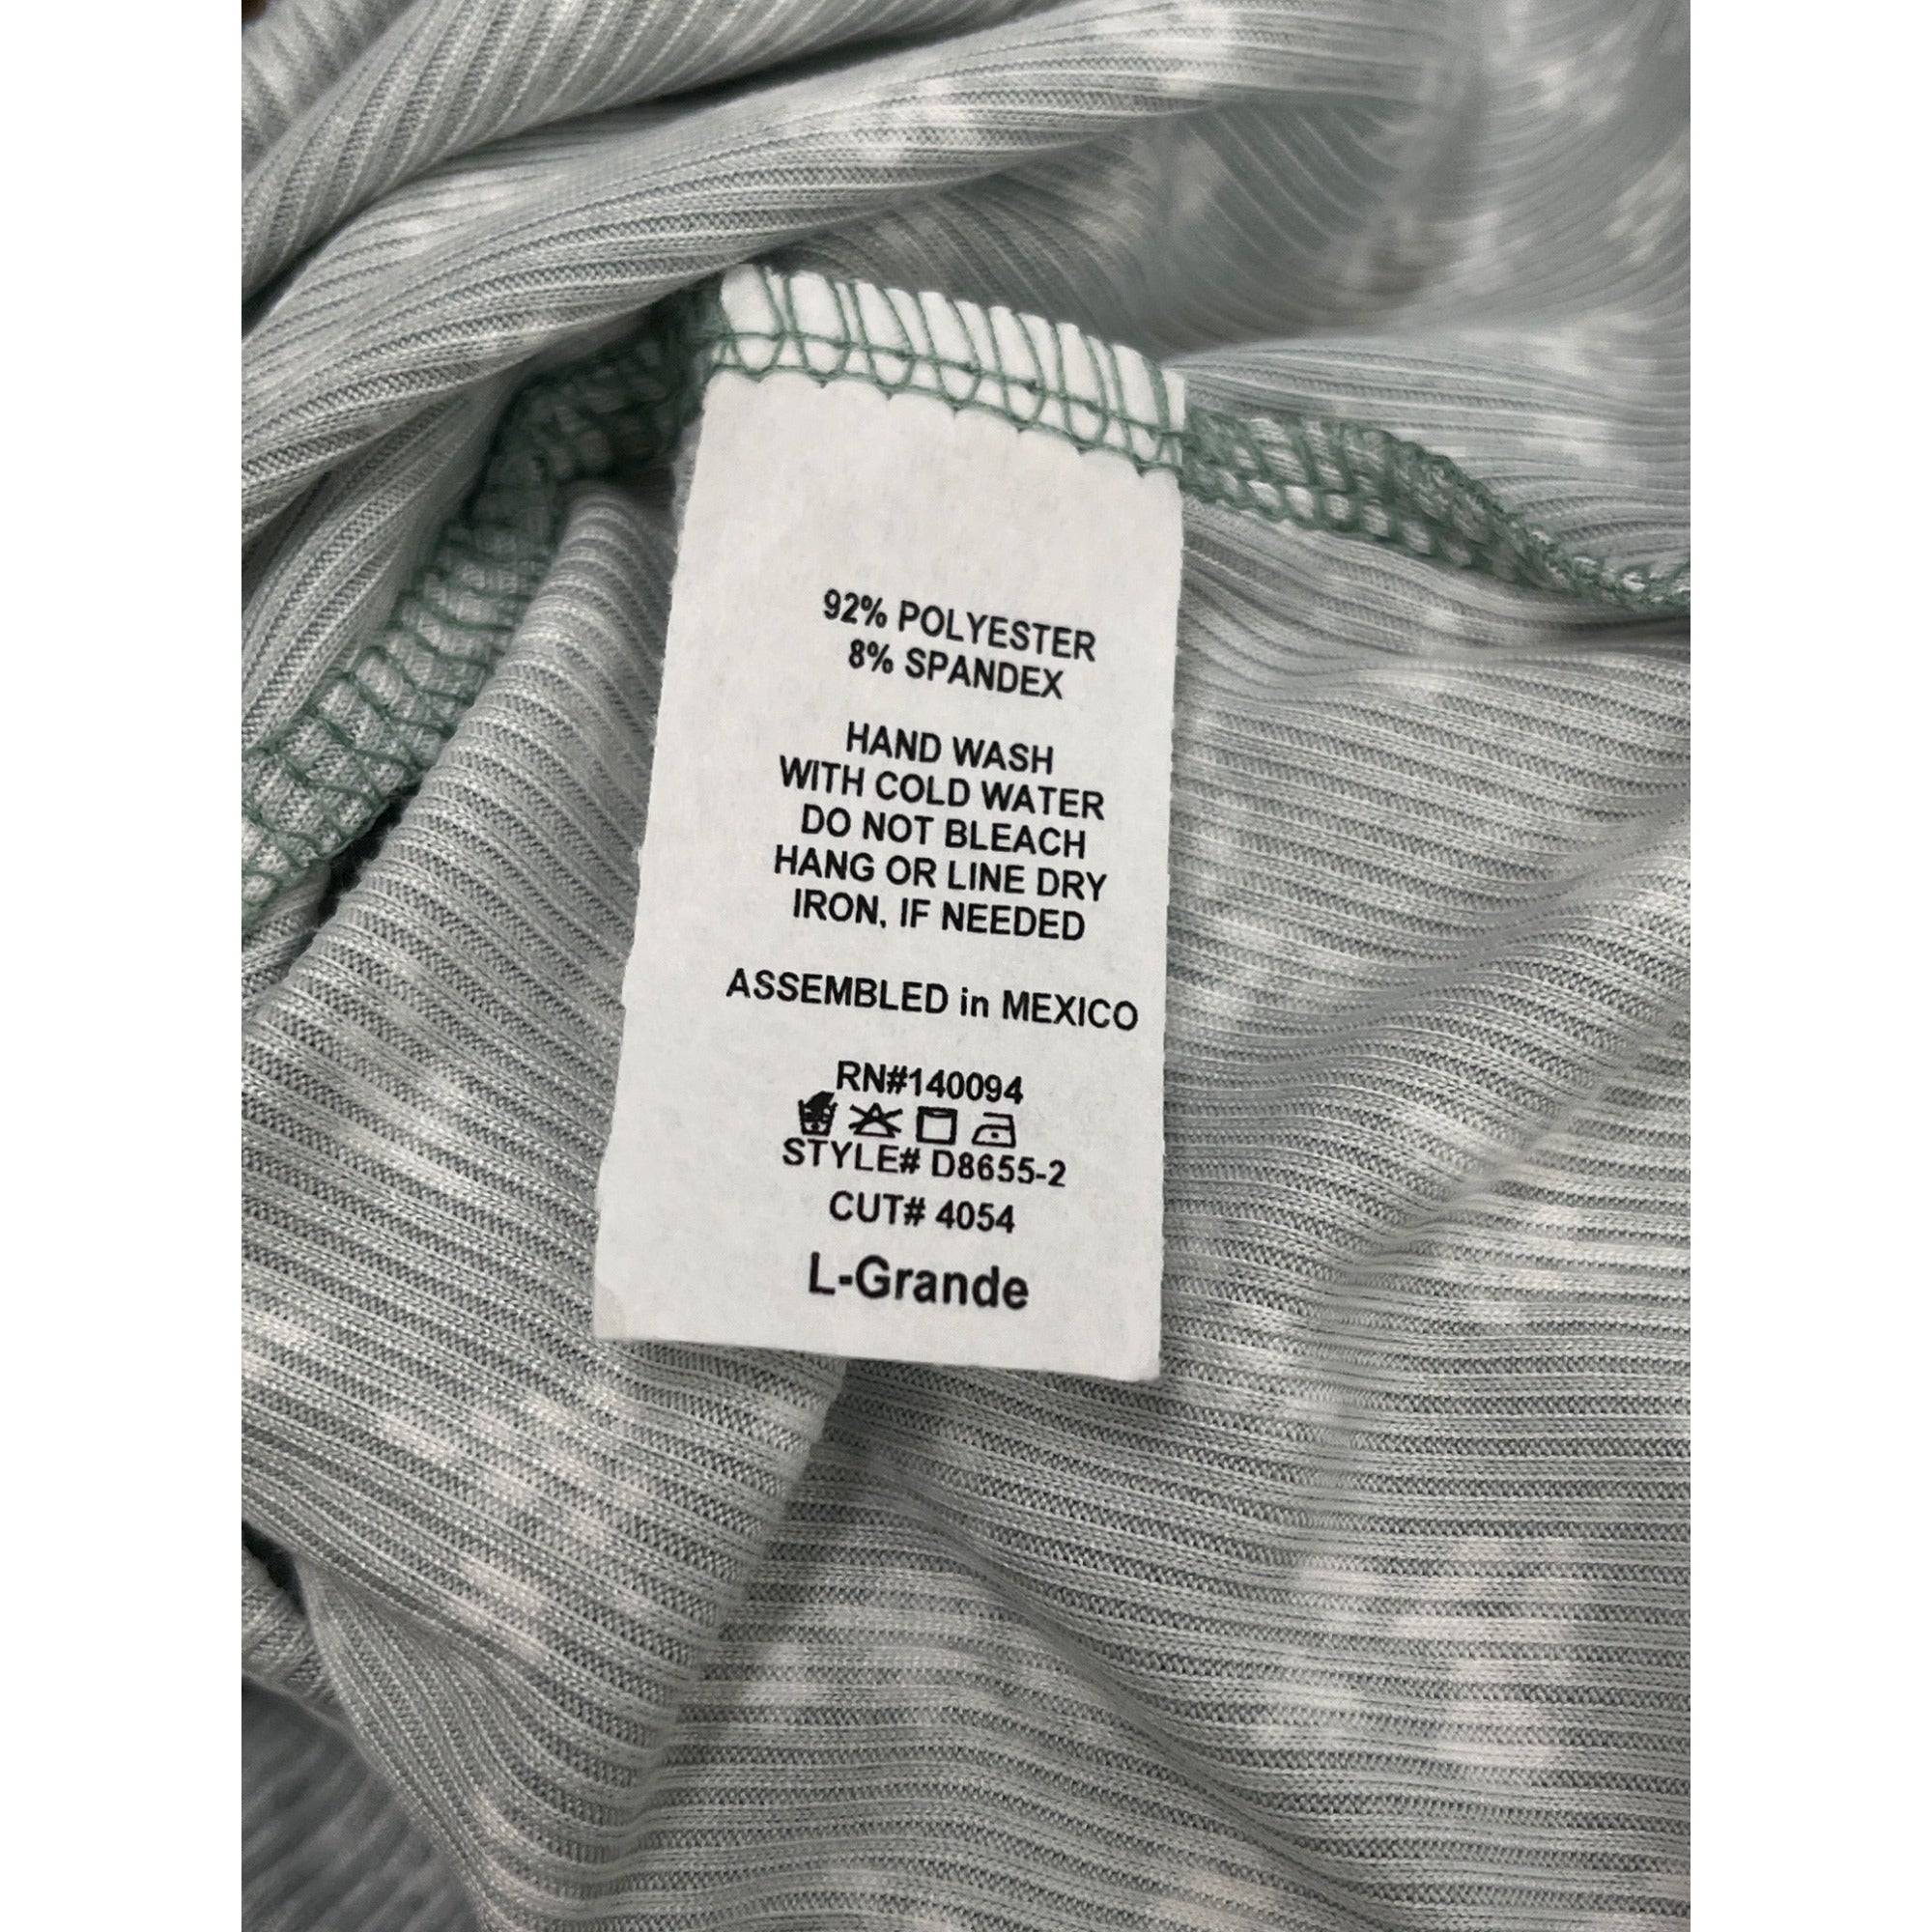 92% POLYESTER
8% SPANDEX
HAND WASH
WITH COLD WATER
DO NOT BLEACH
HANG OR LINE DRY
IRON, IF NEEDED
ASSEMBLED in MEXICO
RN#140094
STYLE# D8655-2
CUT# 4054
L-Grande